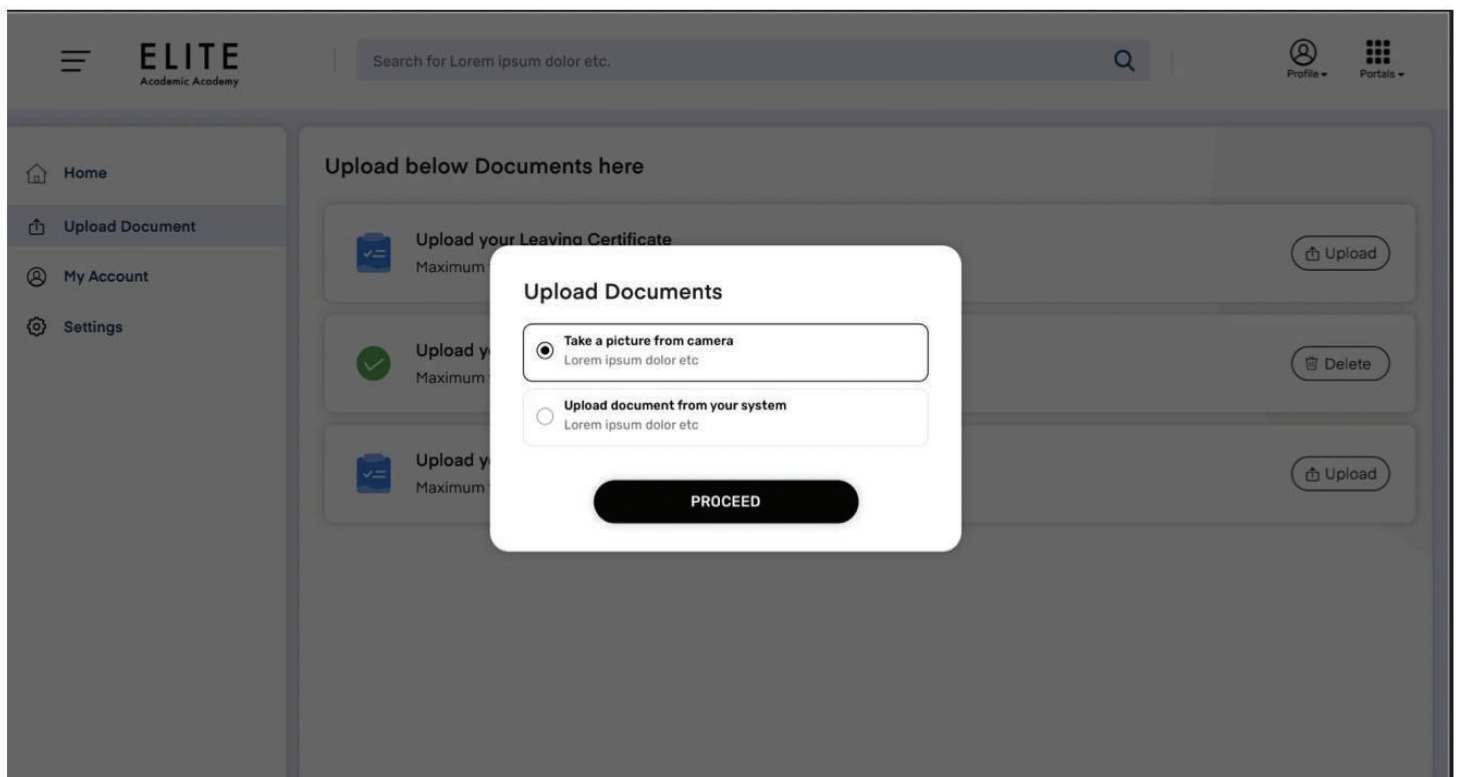 ELITE
Academic Academy
Search for Lorem ipsum dolor etc.
Profile
Portals
Home
Upload Document
My Account
Settings
Upload below Documents here
Upload your Leaving Certificate
Maximum
Upload
Upload
Maximum
Delete
Upload
Maximum
Upload
Upload Documents
Take a picture from camera
Lorem ipsum dolor etc
Upload document from your system
Lorem ipsum dolor etc
PROCEED